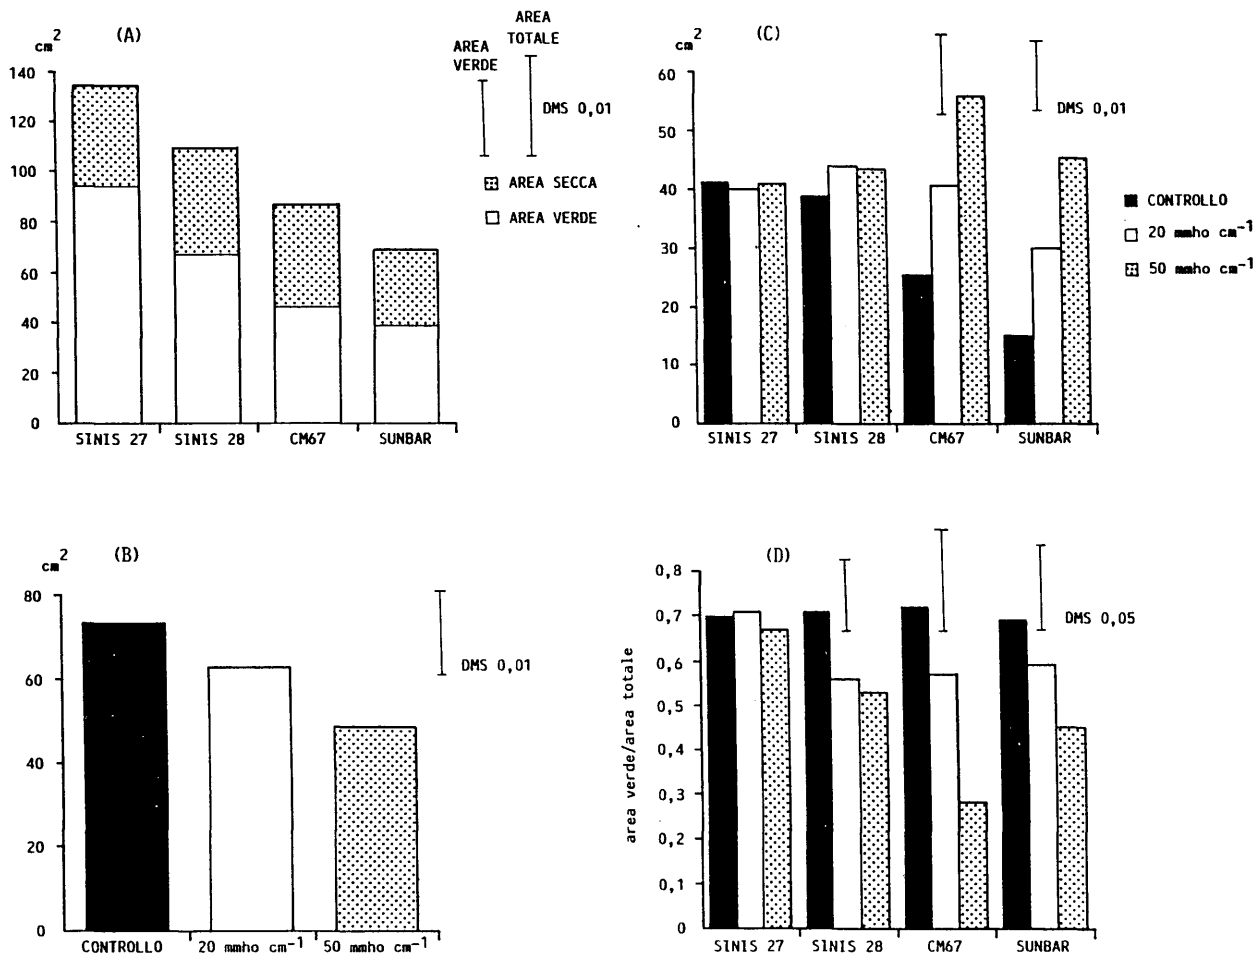 (A)
cm2
140
120
100
80
60
40
20
0
SINIS 27 SINIS 28 CM67 SUNBAR
AREA VERDE
AREA TOTALE
DMS 0,01
AREA SECCA
AREA VERDE
(C)
cm2
60
50
40
30
20
10
0
SINIS 27 SINIS 28 CM67 SUNBAR
DMS 0,01
CONTROLLO
20 mmho cm-1
50 mmho cm-1
(B)
cm2
80
60
40
20
0
CONTROLLO 20 mmho cm-1 50 mmho cm-1
DMS 0,01
(D)
area verde/area totale
0,8
0,7
0,6
0,5
0,4
0,3
0,2
0,1
0
SINIS 27 SINIS 28 CM67 SUNBAR
DMS 0,05